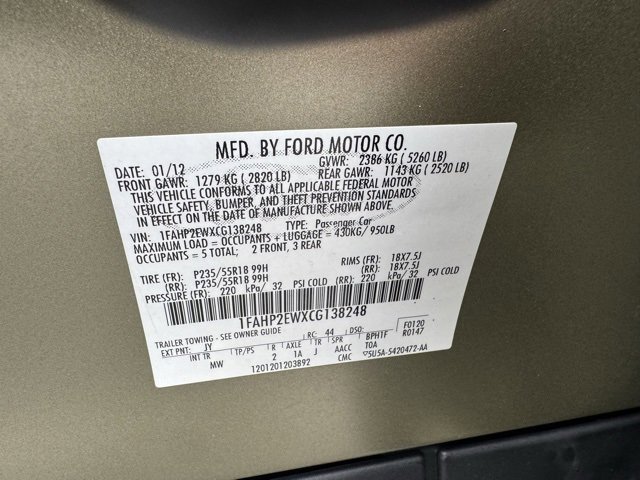 MFD. BY FORD MOTOR CO.
DATE: 01/12 GVWR: 2386 KG ( 5260 LB)
FRONT GAWR: 1279 KG ( 2820 LB) REAR GAWR: 1143 KG ( 2520 LB)
THIS VEHICLE CONFORMS TO ALL APPLICABLE FEDERAL MOTOR
VEHICLE SAFETY, BUMPER, AND THEFT PREVENTION STANDARDS
IN EFFECT ON THE DATE OF MANUFACTURE SHOWN ABOVE.
VIN: 1FAHP2EWXCG138248 TYPE: Passenger Car
MAXIMUM LOAD = OCCUPANTS + LUGGAGE = 430KG/ 950LB
OCCUPANTS = 5 TOTAL; 2 FRONT, 3 REAR
TIRE (FR): P235/55R18 99H RIMS (FR): 18X7.5J
(RR): P235/55R18 99H (RR): 18X7.5J
PRESSURE (FR): 220 kPa/ 32 PSI COLD (RR): 220 kPa/ 32 PSI COLD
1FAHP2EWXCG138248
TRAILER TOWING - SEE OWNER GUIDE RC: 44 DSO: F0120
EXT PNT: JY R0147
INT TR TP/PS R AXLE TR SPR BPH1F
MW 2 1A J AACC TOA
1201201203892 CMC ▽5U5A-5420472-AA